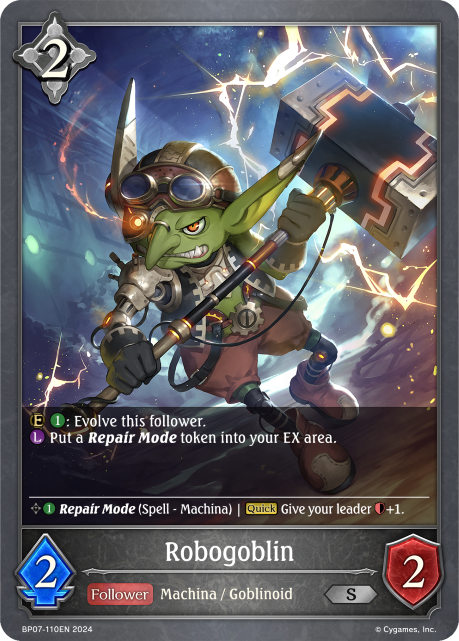 2
E 1: Evolve this follower.
L Put a Repair Mode token into your EX area.
1 Repair Mode (Spell - Machina) | Quick Give your leader +1.
Robogoblin
2 Follower Machina / Goblinoid S 2
BP07-110EN 2024 © Cygames, Inc.